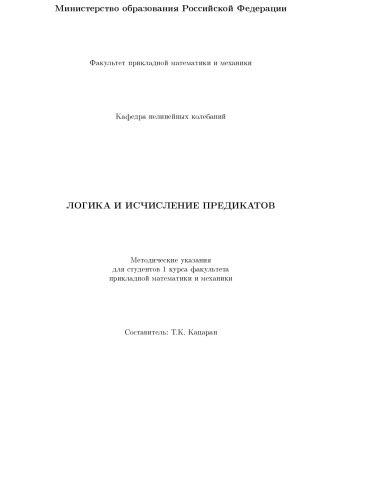 Министерство образования Российской Федерации
Факультет прикладной математики и механики
Кафедра нелинейных колебаний
ЛОГИКА И ИСЧИСЛЕНИЕ ПРЕДИКАТОВ
Методические указания
для студентов 1 курса факультета
прикладной математики и механики
Составитель: Т.К. Кацаран